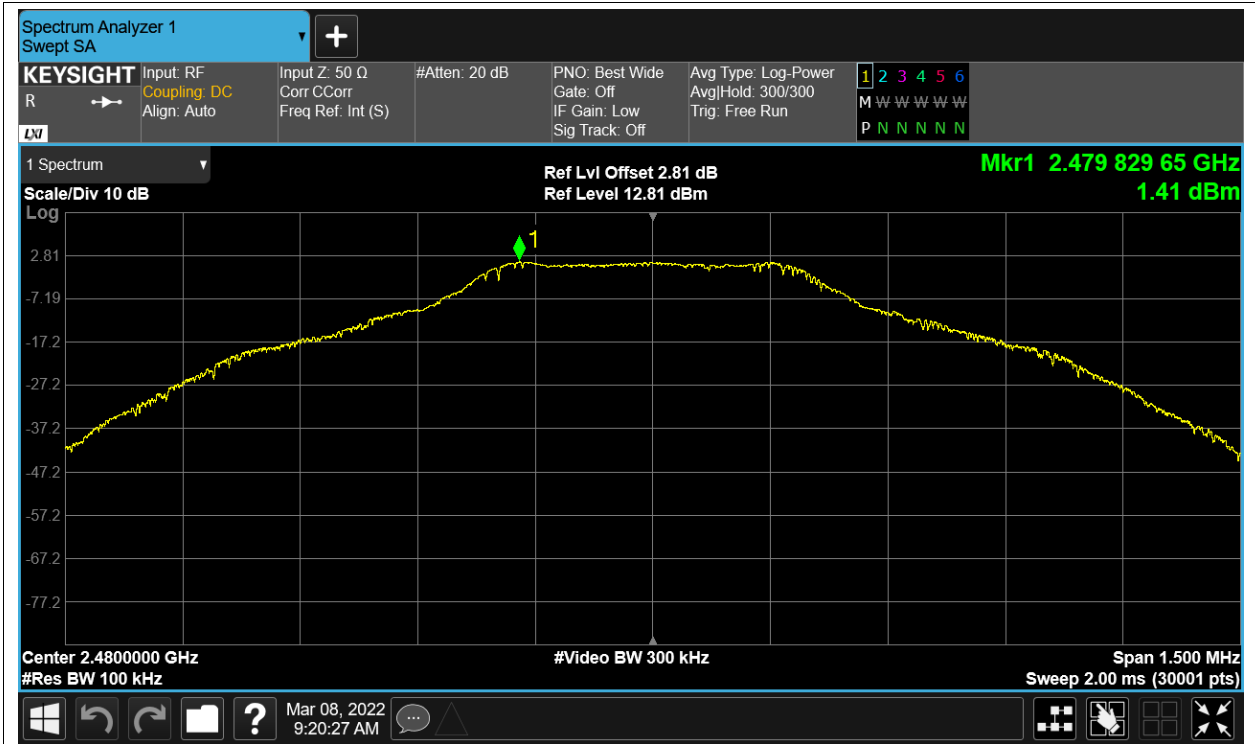 Spectrum Analyzer 1
Swept SA
KEYSIGHT
R
LXI
Input: RF
Coupling: DC
Align: Auto
Input Z: 50 Ω
Corr CCorr
Freq Ref: Int (S)
#Atten: 20 dB
PNO: Best Wide
Gate: Off
IF Gain: Low
Sig Track: Off
Avg Type: Log-Power
Avg|Hold: 300/300
Trig: Free Run
1 2 3 4 5 6
M W W W W W
P N N N N N
1 Spectrum
Scale/Div 10 dB
Log
Ref Lvl Offset 2.81 dB
Ref Level 12.81 dBm
Mkr1 2.479 829 65 GHz
1.41 dBm
1
2.81
-7.19
-17.2
-27.2
-37.2
-47.2
-57.2
-67.2
-77.2
Center 2.4800000 GHz
#Res BW 100 kHz
#Video BW 300 kHz
Span 1.500 MHz
Sweep 2.00 ms (30001 pts)
?
Mar 08, 2022
9:20:27 AM